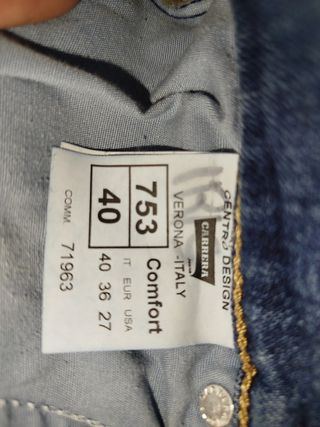 CENTRO DESIGN
CARRERA
VERONA -ITALY
753 Comfort
40
IT EUR USA
40 36 27
COMM. 71963